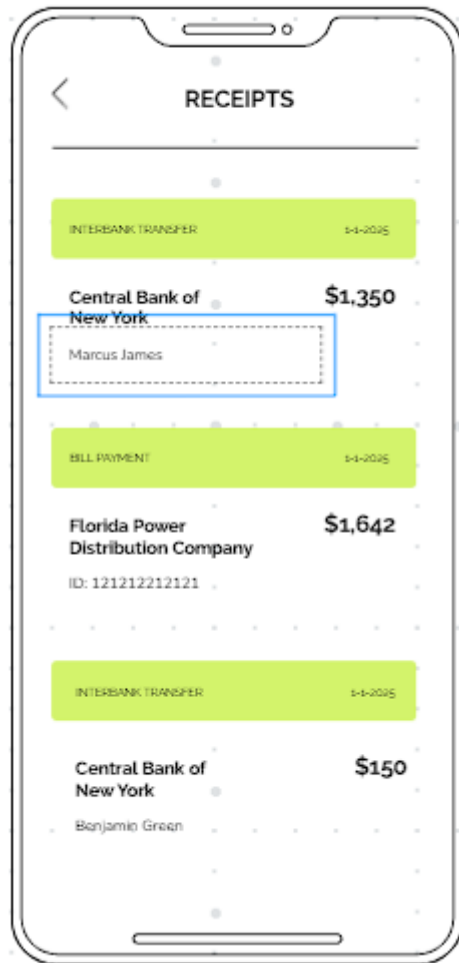 RECEIPTS
INTERBANK TRANSFER 1-1-2025
Central Bank of $1,350
New York
Marcus James
BILL PAYMENT 1-1-2025
Florida Power $1,642
Distribution Company
ID: 121212212121
INTERBANK TRANSFER 1-1-2025
Central Bank of $150
New York
Benjamin Green